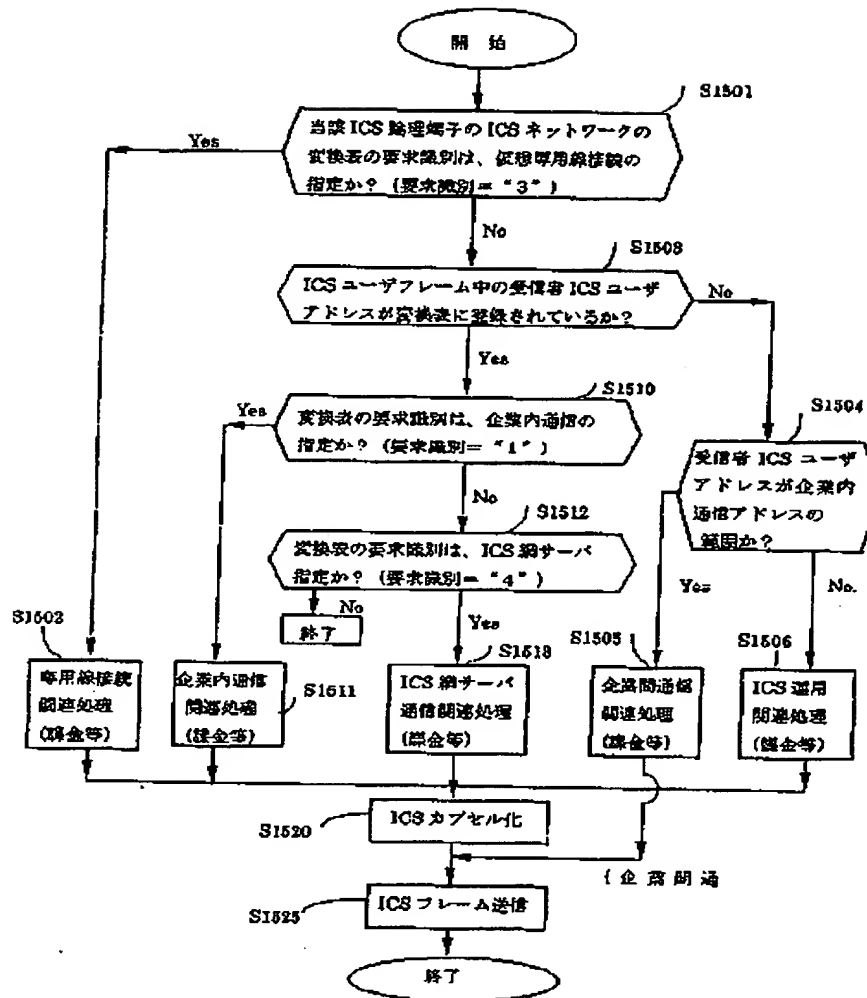 開 始
S1501
当該ICS論理端子のICSネットワークの
変換表の要求識別は、仮想専用線接続の
指定か? (要求識別= "3")
Yes
No
S1503
ICSユーザフレーム中の受信者ICSユーザ
アドレスが変換表に登録されているか?
No
Yes
S1510
変換表の要求識別は、企業内通信の
指定か? (要求識別= "1")
Yes
S1504
受信者ICSユーザ
アドレスが企業内
通信アドレスの
範囲か?
No
S1512
変換表の要求識別は、ICS網サーバ
指定か? (要求識別= "4")
Yes
No.
No
終了
Yes
S1502
専用線接続
関連処理
(課金等)
企業内通信
関連処理
(課金等)
S1511
S1513
ICS網サーバ
通信関連処理
(課金等)
S1505
企業間通信
関連処理
(課金等)
S1506
ICS運用
関連処理
(課金等)
S1520
ICSカプセル化
(企業間通
S1525
ICSフレーム送信
終了